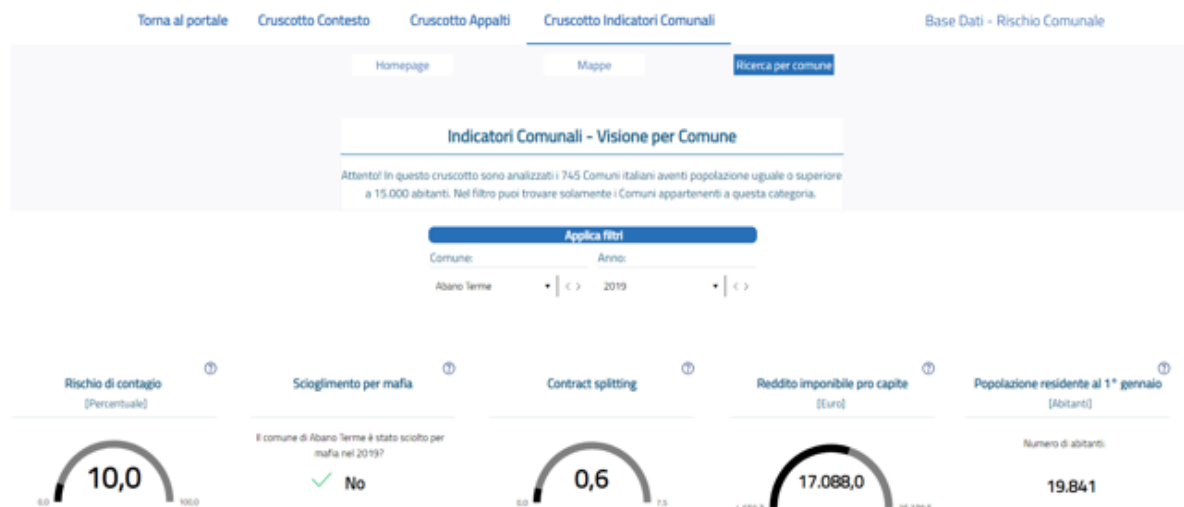 Torna al portale Cruscotto Contesto Cruscotto Appalti Cruscotto Indicatori Comunali Base Dati - Rischio Comunale
Homepage Mappe Ricerca per comune
Indicatori Comunali - Visione per Comune
Attento! In questo cruscotto sono analizzati i 745 Comuni italiani aventi popolazione uguale o superiore
a 15.000 abitanti. Nel filtro puoi trovare solamente i Comuni appartenenti a questa categoria.
Applica filtri
Comune: Anno:
Abano Terme 2019
Rischio di contagio Scioglimento per mafia Contract splitting Reddito imponibile pro capite Popolazione residente al 1° gennaio
[Percentuale] [Euro] [Abitanti]
Il comune di Abano Terme è stato sciolto per
mafia nel 2019?
Numero di abitanti:
10,0 No 0,6 17.088,0 19.841
0,0 100,0 0,0 7,5